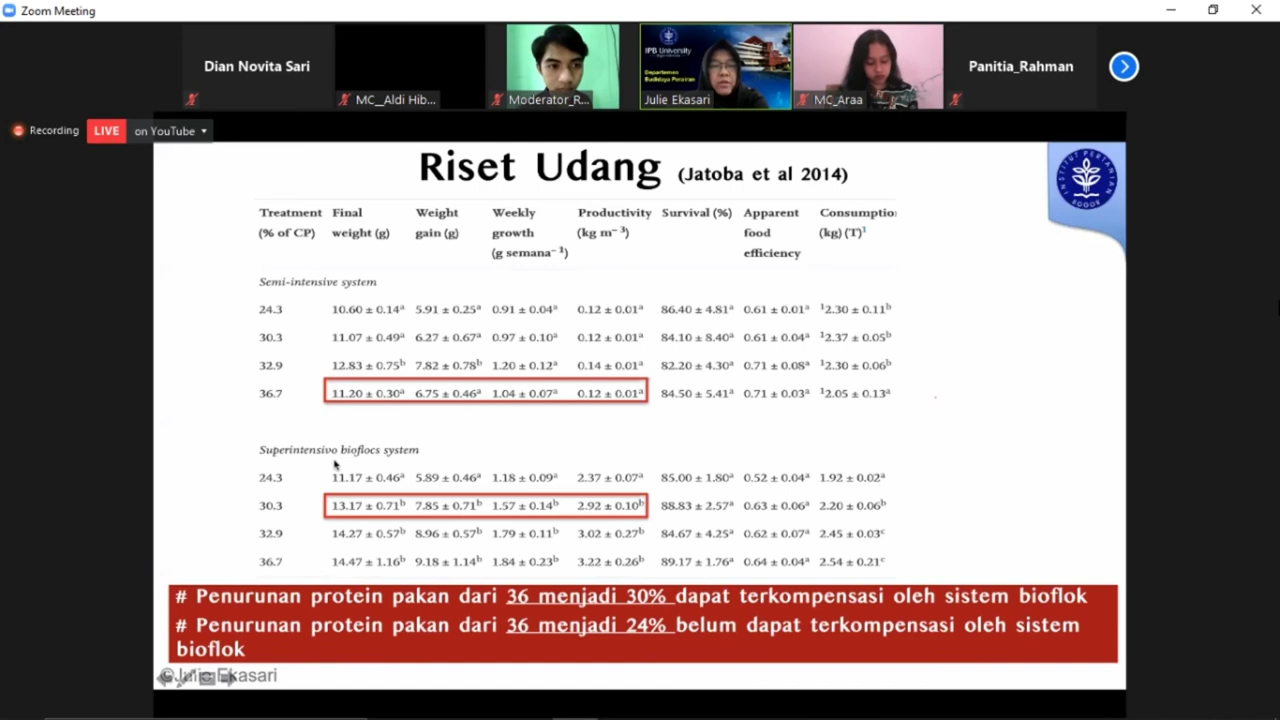 Zoom Meeting
Dian Novita Sari
MC__Aldi Hib...
Moderator_R...
IPB University
Departemen
Budidaya Perairan
Julie Ekasari
MC_Araa
Panitia_Rahman
Recording
LIVE on YouTube
Riset Udang (Jatoba et al 2014)
INSTITUT PERTANIAN BOGOR
Treatment Final Weight Weekly Productivity Survival (%) Apparent Consumptio
(% of CP) weight (g) gain (g) growth (kg m⁻³) food (kg) (T)¹
(g semana⁻¹) efficiency
Semi-intensive system
24.3 10.60 ± 0.14ᵃ 5.91 ± 0.25ᵃ 0.91 ± 0.04ᵃ 0.12 ± 0.01ᵃ 86.40 ± 4.81ᵃ 0.61 ± 0.01ᵃ ¹2.30 ± 0.11ᵇ
30.3 11.07 ± 0.49ᵃ 6.27 ± 0.67ᵃ 0.97 ± 0.10ᵃ 0.12 ± 0.01ᵃ 84.10 ± 8.40ᵃ 0.61 ± 0.04ᵃ ¹2.37 ± 0.05ᵇ
32.9 12.83 ± 0.75ᵇ 7.82 ± 0.78ᵇ 1.20 ± 0.12ᵃ 0.14 ± 0.01ᵃ 82.20 ± 4.30ᵃ 0.71 ± 0.08ᵃ ¹2.30 ± 0.06ᵇ
36.7 11.20 ± 0.30ᵃ 6.75 ± 0.46ᵃ 1.04 ± 0.07ᵃ 0.12 ± 0.01ᵃ 84.50 ± 5.41ᵃ 0.71 ± 0.03ᵃ ¹2.05 ± 0.13ᵃ
Superintensivo bioflocs system
24.3 11.17 ± 0.46ᵃ 5.89 ± 0.46ᵃ 1.18 ± 0.09ᵃ 2.37 ± 0.07ᵃ 85.00 ± 1.80ᵃ 0.52 ± 0.04ᵃ 1.92 ± 0.02ᵃ
30.3 13.17 ± 0.71ᵇ 7.85 ± 0.71ᵇ 1.57 ± 0.14ᵇ 2.92 ± 0.10ᵇ 88.83 ± 2.57ᵃ 0.63 ± 0.06ᵃ 2.20 ± 0.06ᵇ
32.9 14.27 ± 0.57ᵇ 8.96 ± 0.57ᵇ 1.79 ± 0.11ᵇ 3.02 ± 0.27ᵇ 84.67 ± 4.25ᵃ 0.62 ± 0.07ᵃ 2.45 ± 0.03ᶜ
36.7 14.47 ± 1.16ᵇ 9.18 ± 1.14ᵇ 1.84 ± 0.23ᵇ 3.22 ± 0.26ᵇ 89.17 ± 1.76ᵃ 0.64 ± 0.04ᵃ 2.54 ± 0.21ᶜ
# Penurunan protein pakan dari 36 menjadi 30% dapat terkompensasi oleh sistem bioflok
# Penurunan protein pakan dari 36 menjadi 24% belum dapat terkompensasi oleh sistem
bioflok
©Julie Ekasari